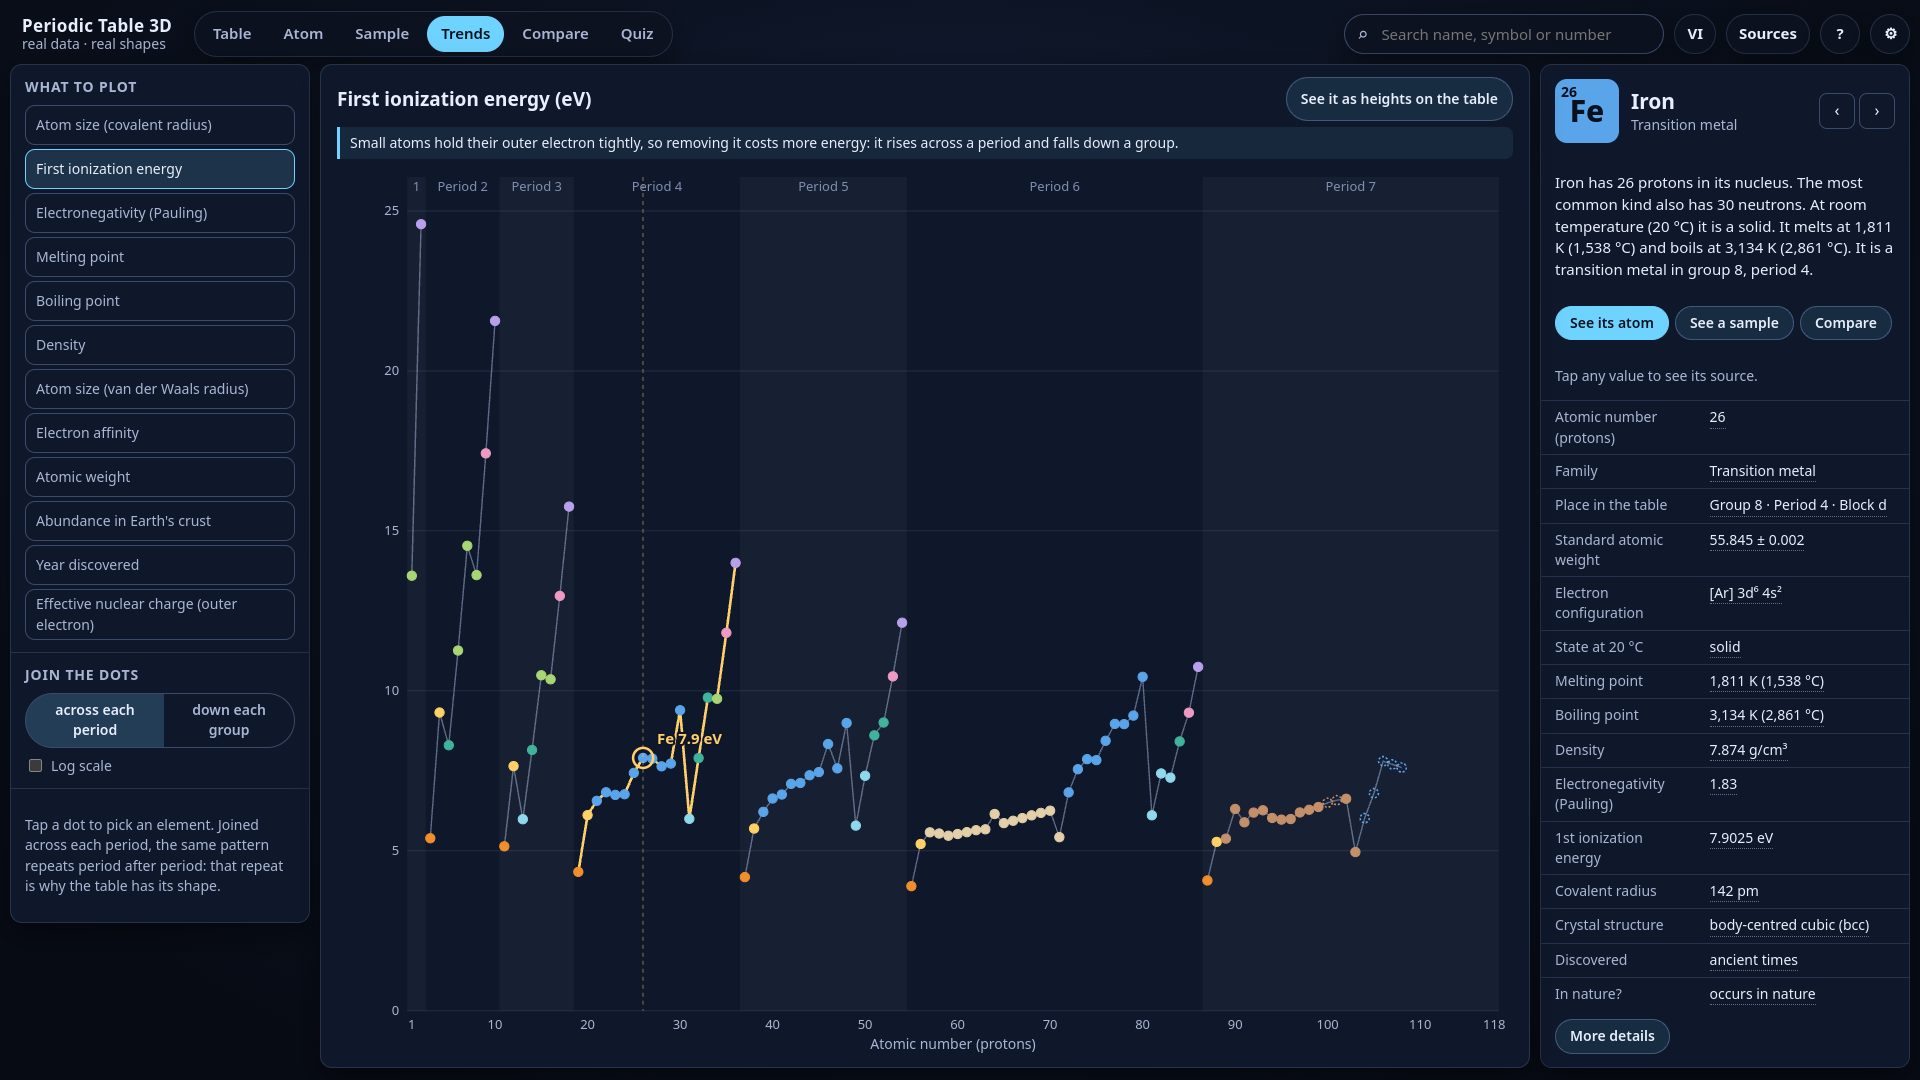 Periodic Table 3D
real data · real shapes
Table
Atom
Sample
Trends
Compare
Quiz
Search name, symbol or number
VI
Sources
?
WHAT TO PLOT
Atom size (covalent radius)
First ionization energy
Electronegativity (Pauling)
Melting point
Boiling point
Density
Atom size (van der Waals radius)
Electron affinity
Atomic weight
Abundance in Earth's crust
Year discovered
Effective nuclear charge (outer
electron)
JOIN THE DOTS
across each
period
down each
group
Log scale
Tap a dot to pick an element. Joined
across each period, the same pattern
repeats period after period: that repeat
is why the table has its shape.
First ionization energy (eV)
See it as heights on the table
Small atoms hold their outer electron tightly, so removing it costs more energy: it rises across a period and falls down a group.
1
Period 2
Period 3
Period 4
Period 5
Period 6
Period 7
25
20
15
10
5
0
Fe 7.9 eV
1
10
20
30
40
50
60
70
80
90
100
110
118
Atomic number (protons)
26
Fe
Iron
Transition metal
‹
›
Iron has 26 protons in its nucleus. The most
common kind also has 30 neutrons. At room
temperature (20 °C) it is a solid. It melts at 1,811
K (1,538 °C) and boils at 3,134 K (2,861 °C). It is a
transition metal in group 8, period 4.
See its atom
See a sample
Compare
Tap any value to see its source.
Atomic number
(protons)
26
Family
Transition metal
Place in the table
Group 8 · Period 4 · Block d
Standard atomic
weight
55.845 ± 0.002
Electron
configuration
[Ar] 3d⁶ 4s²
State at 20 °C
solid
Melting point
1,811 K (1,538 °C)
Boiling point
3,134 K (2,861 °C)
Density
7.874 g/cm³
Electronegativity
(Pauling)
1.83
1st ionization
energy
7.9025 eV
Covalent radius
142 pm
Crystal structure
body-centred cubic (bcc)
Discovered
ancient times
In nature?
occurs in nature
More details